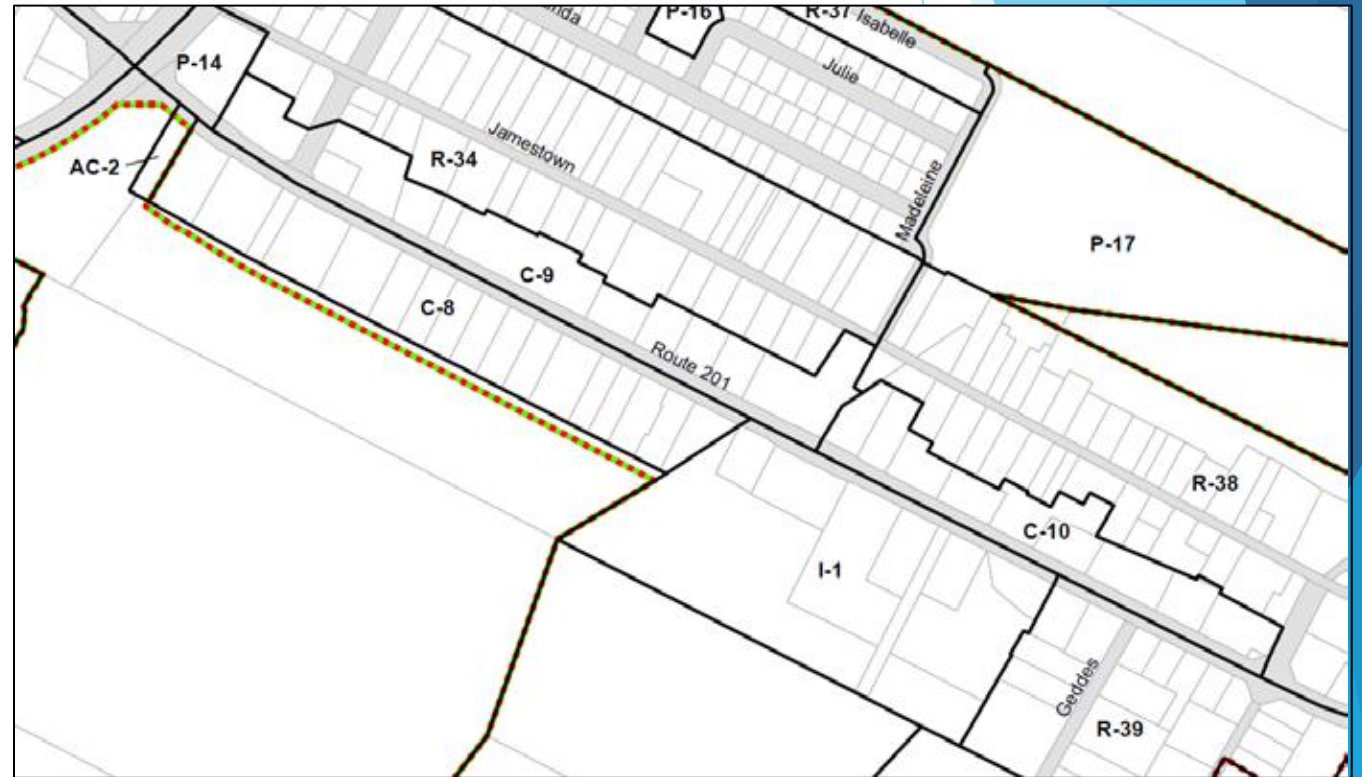 P-16
R-37
Isabelle
Julie
P-14
Jamestown
R-34
AC-2
Madeleine
P-17
C-9
C-8
Route 201
R-38
C-10
I-1
Geddes
R-39